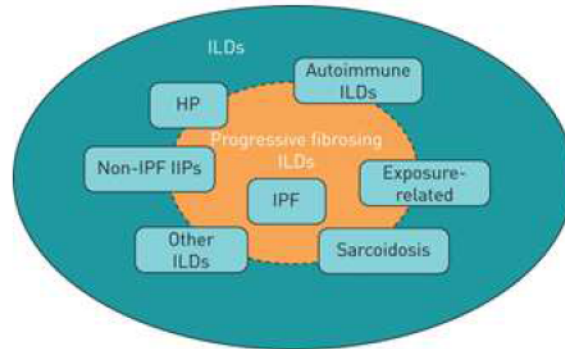 ILDs
Autoimmune
ILDs
HP
Progressive fibrosing
ILDs
Non-IPF IIPs
Exposure-
related
IPF
Other
ILDs
Sarcoidosis